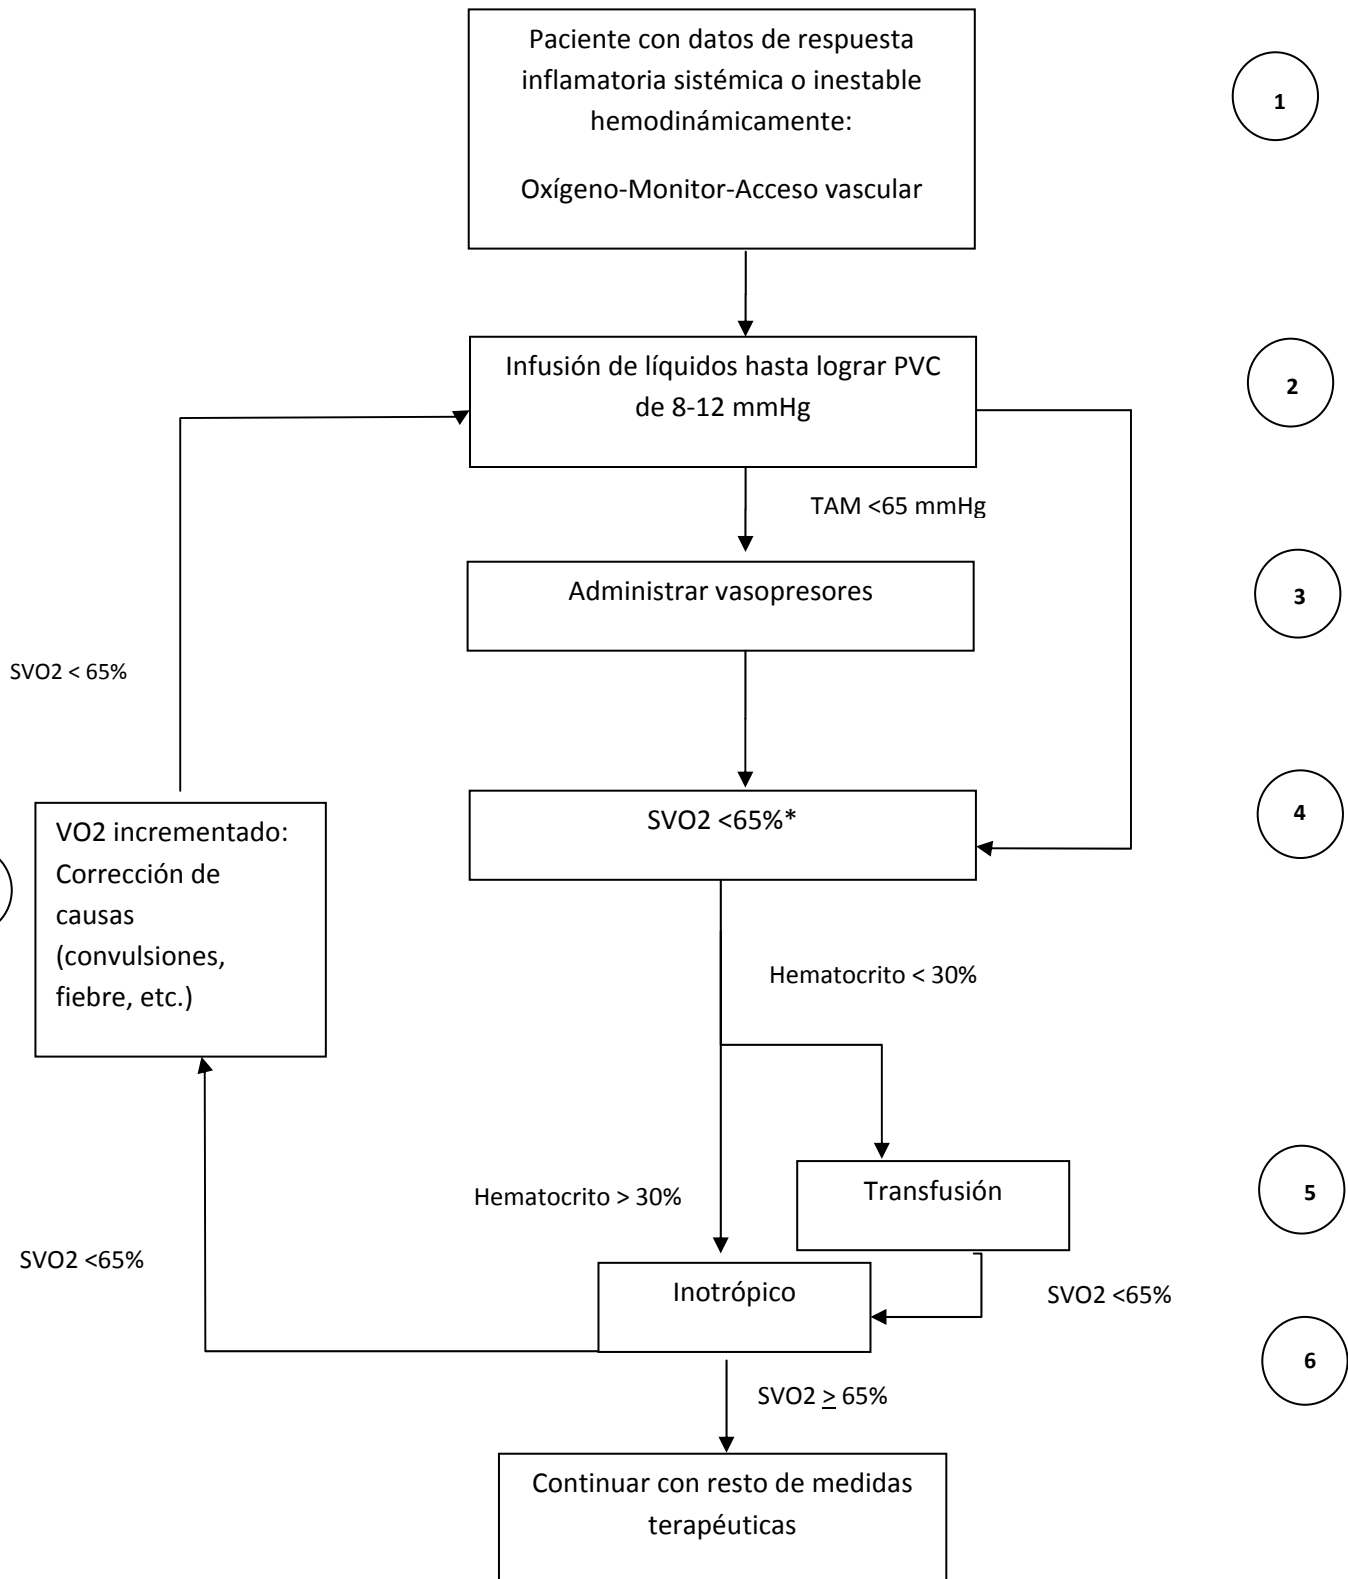 Paciente con datos de respuesta
inflamatoria sistémica o inestable
hemodinámicamente:
Oxígeno-Monitor-Acceso vascular
1
Infusión de líquidos hasta lograr PVC
de 8-12 mmHg
2
TAM <65 mmHg
Administrar vasopresores
3
SVO2 < 65%
SVO2 <65%*
4
VO2 incrementado:
Corrección de
causas
(convulsiones,
fiebre, etc.)
Hematocrito < 30%
Transfusión
5
Hematocrito > 30%
SVO2 <65%
Inotrópico
SVO2 <65%
6
SVO2 > 65%
Continuar con resto de medidas
terapéuticas